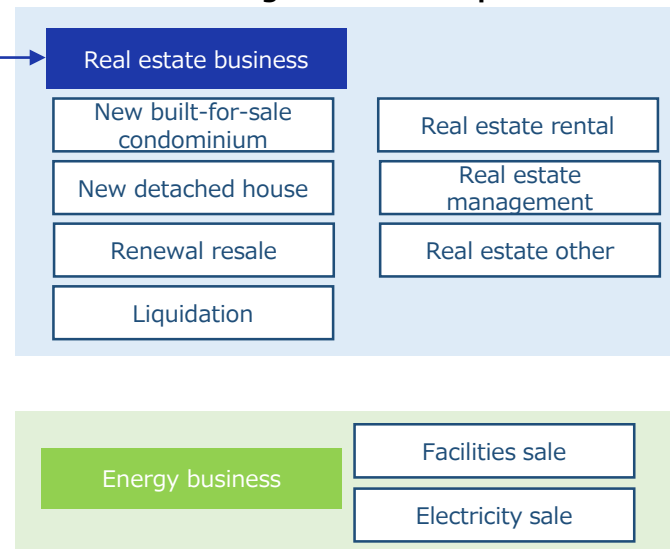 Real estate business
New built-for-sale
condominium
New detached house
Renewal resale
Liquidation
Real estate rental
Real estate
management
Real estate other
Energy business
Facilities sale
Electricity sale